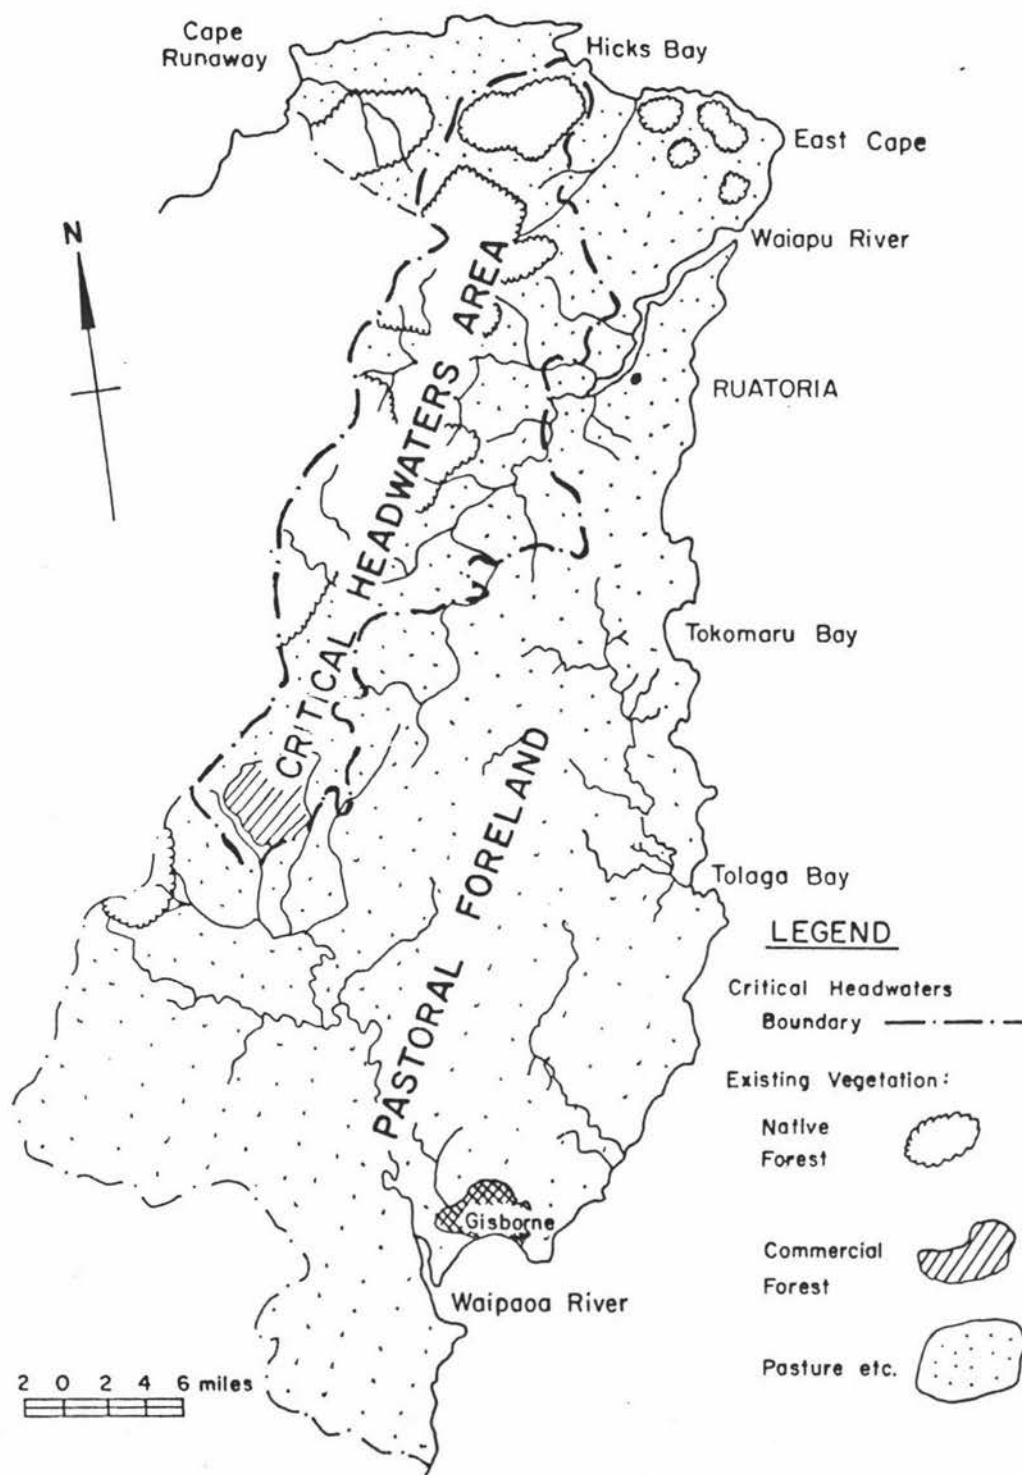 Cape
Runaway
Hicks Bay
East Cape
N
Waiapu River
CRITICAL HEADWATERS AREA
RUATORIA
Tokomaru Bay
PASTORAL FORELAND
Tolaga Bay
LEGEND
Critical Headwaters
Boundary
Existing Vegetation:
Native
Forest
Gisborne
Commercial
Forest
Waipaoa River
Pasture etc.
2 0 2 4 6 miles